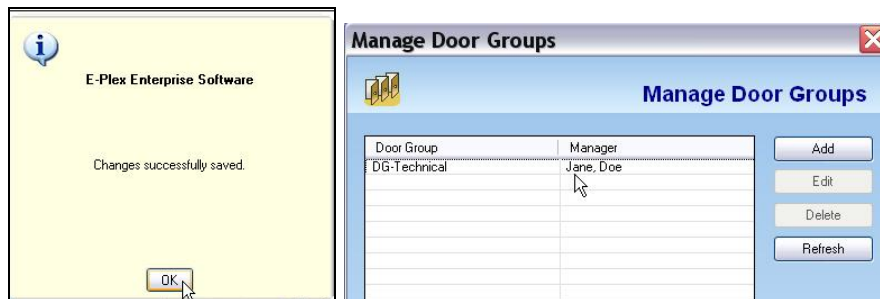 E-Plex Enterprise Software
Changes successfully saved.
OK
Manage Door Groups
Manage Door Groups
Door Group Manager
DG-Technical Jane, Doe
Add
Edit
Delete
Refresh